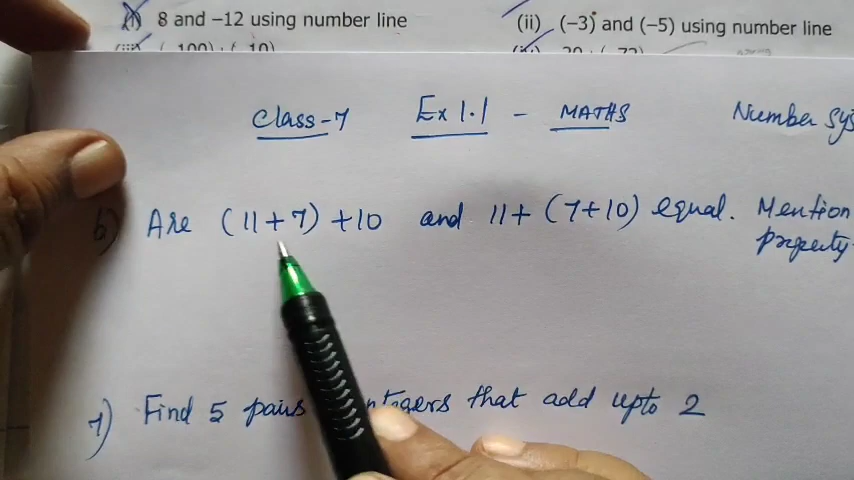 (i) 8 and −12 using number line
(ii) (−3) and (−5) using number line
Class-7 Ex 1.1 - MATHS Number sys
6) Are (11+7) +10 and 11+ (7+10) equal. Mention
property
7) Find 5 pairs integers that add upto 2